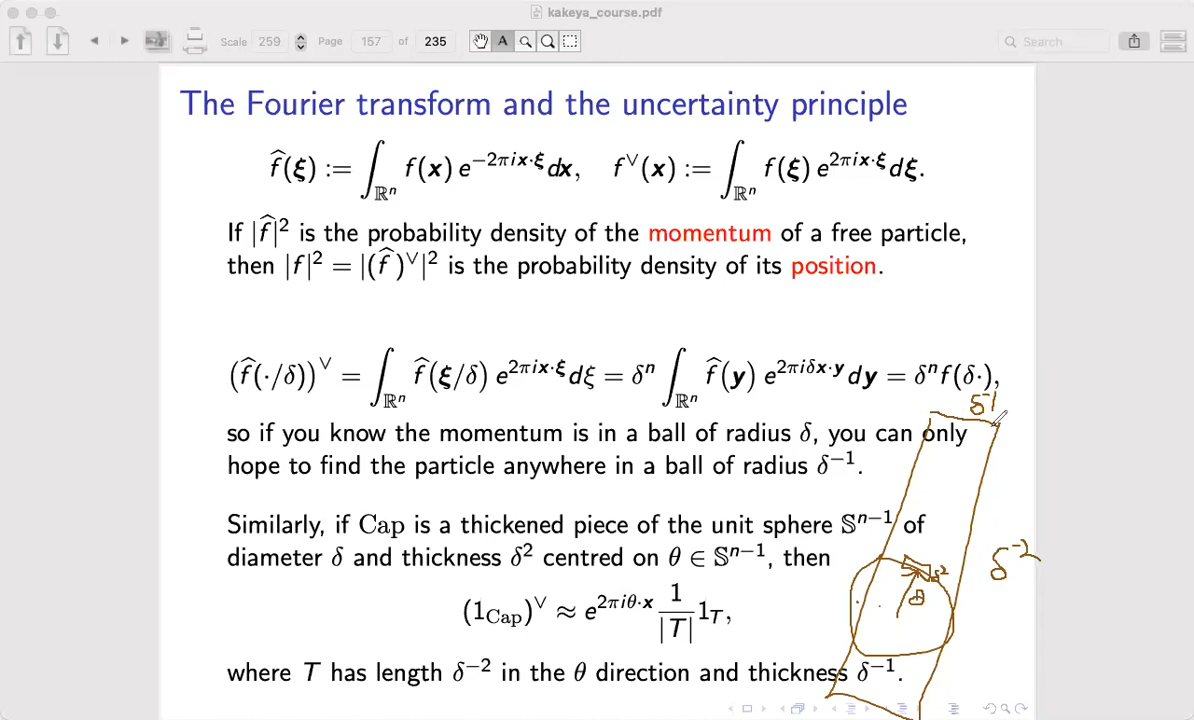 kakeya_course.pdf
Scale 259 Page 157 of 235 A Search
The Fourier transform and the uncertainty principle
f̂(ξ) := ∫_{ℝⁿ} f(x) e^{−2πix·ξ} dx, f^∨(x) := ∫_{ℝⁿ} f(ξ) e^{2πix·ξ} dξ.
If |f̂|² is the probability density of the momentum of a free particle,
then |f|² = |(f̂)^∨|² is the probability density of its position.
(f̂(·/δ))^∨ = ∫_{ℝⁿ} f̂(ξ/δ) e^{2πix·ξ} dξ = δⁿ ∫_{ℝⁿ} f̂(y) e^{2πiδx·y} dy = δⁿf(δ·),
δ⁻¹
so if you know the momentum is in a ball of radius δ, you can only
hope to find the particle anywhere in a ball of radius δ⁻¹.
Similarly, if Cap is a thickened piece of the unit sphere 𝕊ⁿ⁻¹ of
diameter δ and thickness δ² centred on θ ∈ 𝕊ⁿ⁻¹, then
δ⁻²
δ²
θ
(1_{Cap})^∨ ≈ e^{2πiθ·x} 1/|T| 1_T,
where T has length δ⁻² in the θ direction and thickness δ⁻¹.